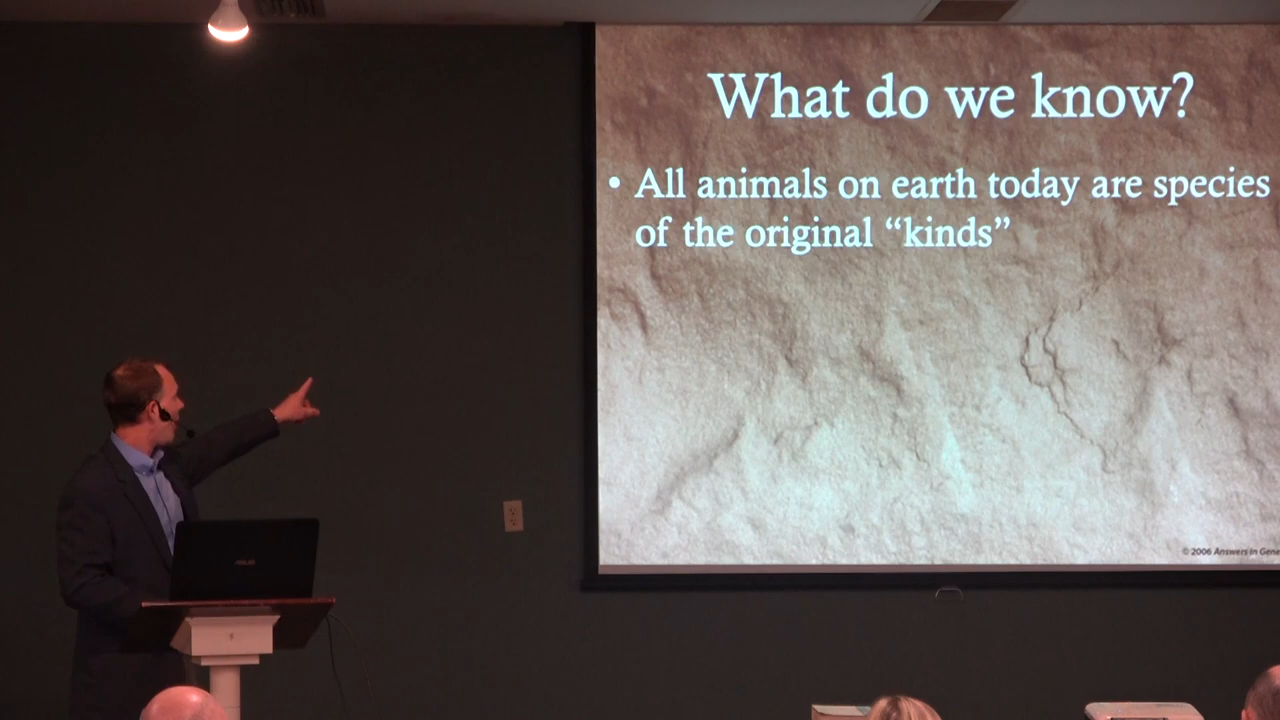 What do we know?
• All animals on earth today are species
of the original “kinds”
© 2006 Answers in Gene
ASUS